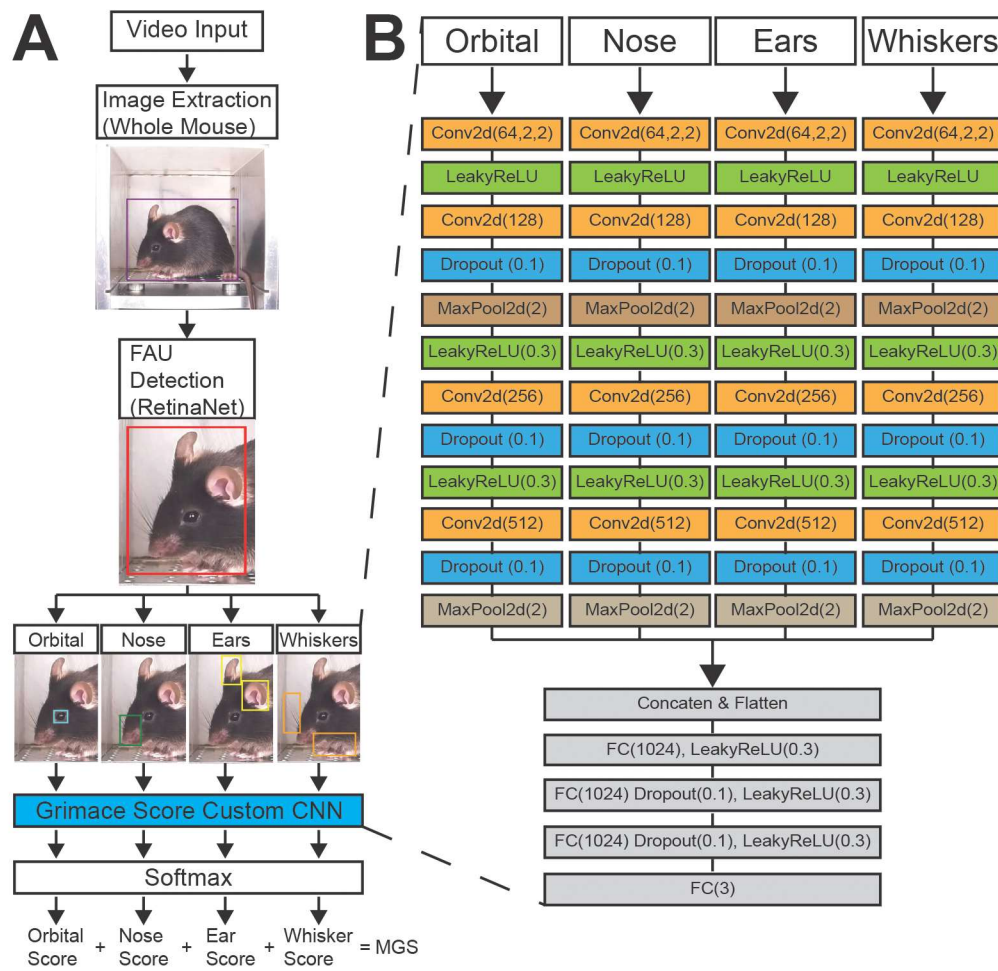 A
Video Input
Image Extraction
(Whole Mouse)
FAU
Detection
(RetinaNet)
Orbital Nose Ears Whiskers
Grimace Score Custom CNN
Softmax
Orbital Score + Nose Score + Ear Score + Whisker Score = MGS
B
Orbital Nose Ears Whiskers
Conv2d(64,2,2) Conv2d(64,2,2) Conv2d(64,2,2) Conv2d(64,2,2)
LeakyReLU LeakyReLU LeakyReLU LeakyReLU
Conv2d(128) Conv2d(128) Conv2d(128) Conv2d(128)
Dropout (0.1) Dropout (0.1) Dropout (0.1) Dropout (0.1)
MaxPool2d(2) MaxPool2d(2) MaxPool2d(2) MaxPool2d(2)
LeakyReLU(0.3) LeakyReLU(0.3) LeakyReLU(0.3) LeakyReLU(0.3)
Conv2d(256) Conv2d(256) Conv2d(256) Conv2d(256)
Dropout (0.1) Dropout (0.1) Dropout (0.1) Dropout (0.1)
LeakyReLU(0.3) LeakyReLU(0.3) LeakyReLU(0.3) LeakyReLU(0.3)
Conv2d(512) Conv2d(512) Conv2d(512) Conv2d(512)
Dropout (0.1) Dropout (0.1) Dropout (0.1) Dropout (0.1)
MaxPool2d(2) MaxPool2d(2) MaxPool2d(2) MaxPool2d(2)
Concaten & Flatten
FC(1024), LeakyReLU(0.3)
FC(1024) Dropout(0.1), LeakyReLU(0.3)
FC(1024) Dropout(0.1), LeakyReLU(0.3)
FC(3)